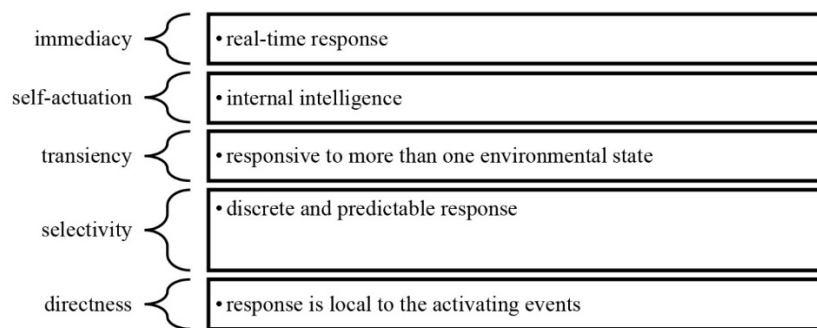 immediacy
• real-time response
self-actuation
• internal intelligence
transiency
• responsive to more than one environmental state
selectivity
• discrete and predictable response
directness
• response is local to the activating events